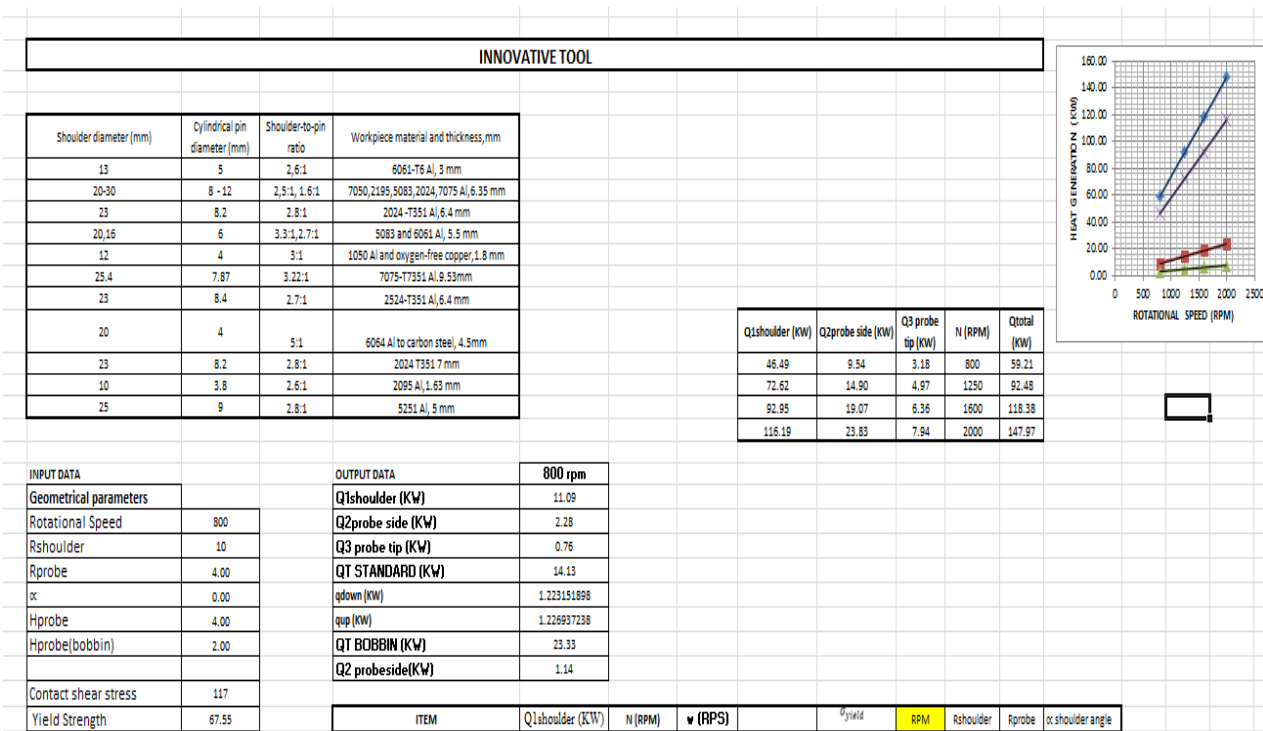 INNOVATIVE TOOL
160.00
140.00
120.00
100.00
80.00
60.00
40.00
20.00
0.00
HEAT GENERATION (KW)
0 500 1000 1500 2000 2500
ROTATIONAL SPEED (RPM)
Shoulder diameter (mm) Cylindrical pin diameter (mm) Shoulder-to-pin ratio Workpiece material and thickness,mm
13 5 2,6:1 6061-T6 Al, 3 mm
20-30 8 - 12 2,5:1, 1.6:1 7050,2195,5083,2024,7075 Al,6.35 mm
23 8.2 2.8:1 2024 -T351 Al,6.4 mm
20,16 6 3.3:1,2.7:1 5083 and 6061 Al, 5.5 mm
12 4 3:1 1050 Al and oxygen-free copper,1.8 mm
25.4 7.87 3.22:1 7075-T7351 Al.9.53mm
23 8.4 2.7:1 2524-T351 Al,6.4 mm
20 4 5:1 6064 Al to carbon steel, 4.5mm
23 8.2 2.8:1 2024 T351 7 mm
10 3.8 2.6:1 2095 Al,1.63 mm
25 9 2.8:1 5251 Al, 5 mm
Q1shoulder (KW) Q2probe side (KW) Q3 probe tip (KW) N (RPM) Qtotal (KW)
46.49 9.54 3.18 800 59.21
72.62 14.90 4.97 1250 92.48
92.95 19.07 6.36 1600 118.38
116.19 23.83 7.94 2000 147.97
INPUT DATA OUTPUT DATA 800 rpm
Geometrical parameters Q1shoulder (KW) 11.09
Rotational Speed 800 Q2probe side (KW) 2.28
Rshoulder 10 Q3 probe tip (KW) 0.76
Rprobe 4.00 QT STANDARD (KW) 14.13
α 0.00 qdown (KW) 1.223151898
Hprobe 4.00 qup (KW) 1.226937238
Hprobe(bobbin) 2.00 QT BOBBIN (KW) 23.33
Q2 probeside(KW) 1.14
Contact shear stress 117
Yield Strength 67.55 ITEM Q1shoulder (KW) N (RPM) w (RPS) σyield RPM Rshoulder Rprobe α shoulder angle